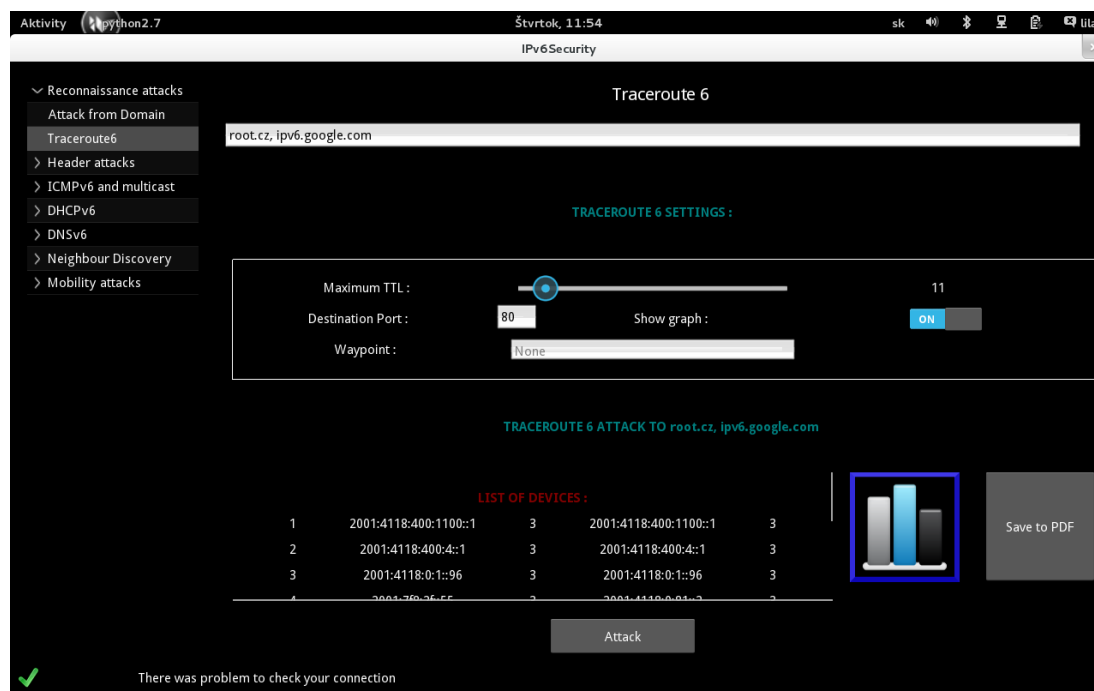 Aktivity python2.7 Štvrtok, 11:54 sk lila
IPv6Security
Reconnaissance attacks
Attack from Domain
Traceroute6
Header attacks
ICMPv6 and multicast
DHCPv6
DNSv6
Neighbour Discovery
Mobility attacks
Traceroute 6
root.cz, ipv6.google.com
TRACEROUTE 6 SETTINGS :
Maximum TTL : 11
Destination Port : 80 Show graph : ON
Waypoint : None
TRACEROUTE 6 ATTACK TO root.cz, ipv6.google.com
LIST OF DEVICES :
1 2001:4118:400:1100::1 3 2001:4118:400:1100::1 3
2 2001:4118:400:4::1 3 2001:4118:400:4::1 3
3 2001:4118:0:1::96 3 2001:4118:0:1::96 3
Save to PDF
Attack
There was problem to check your connection